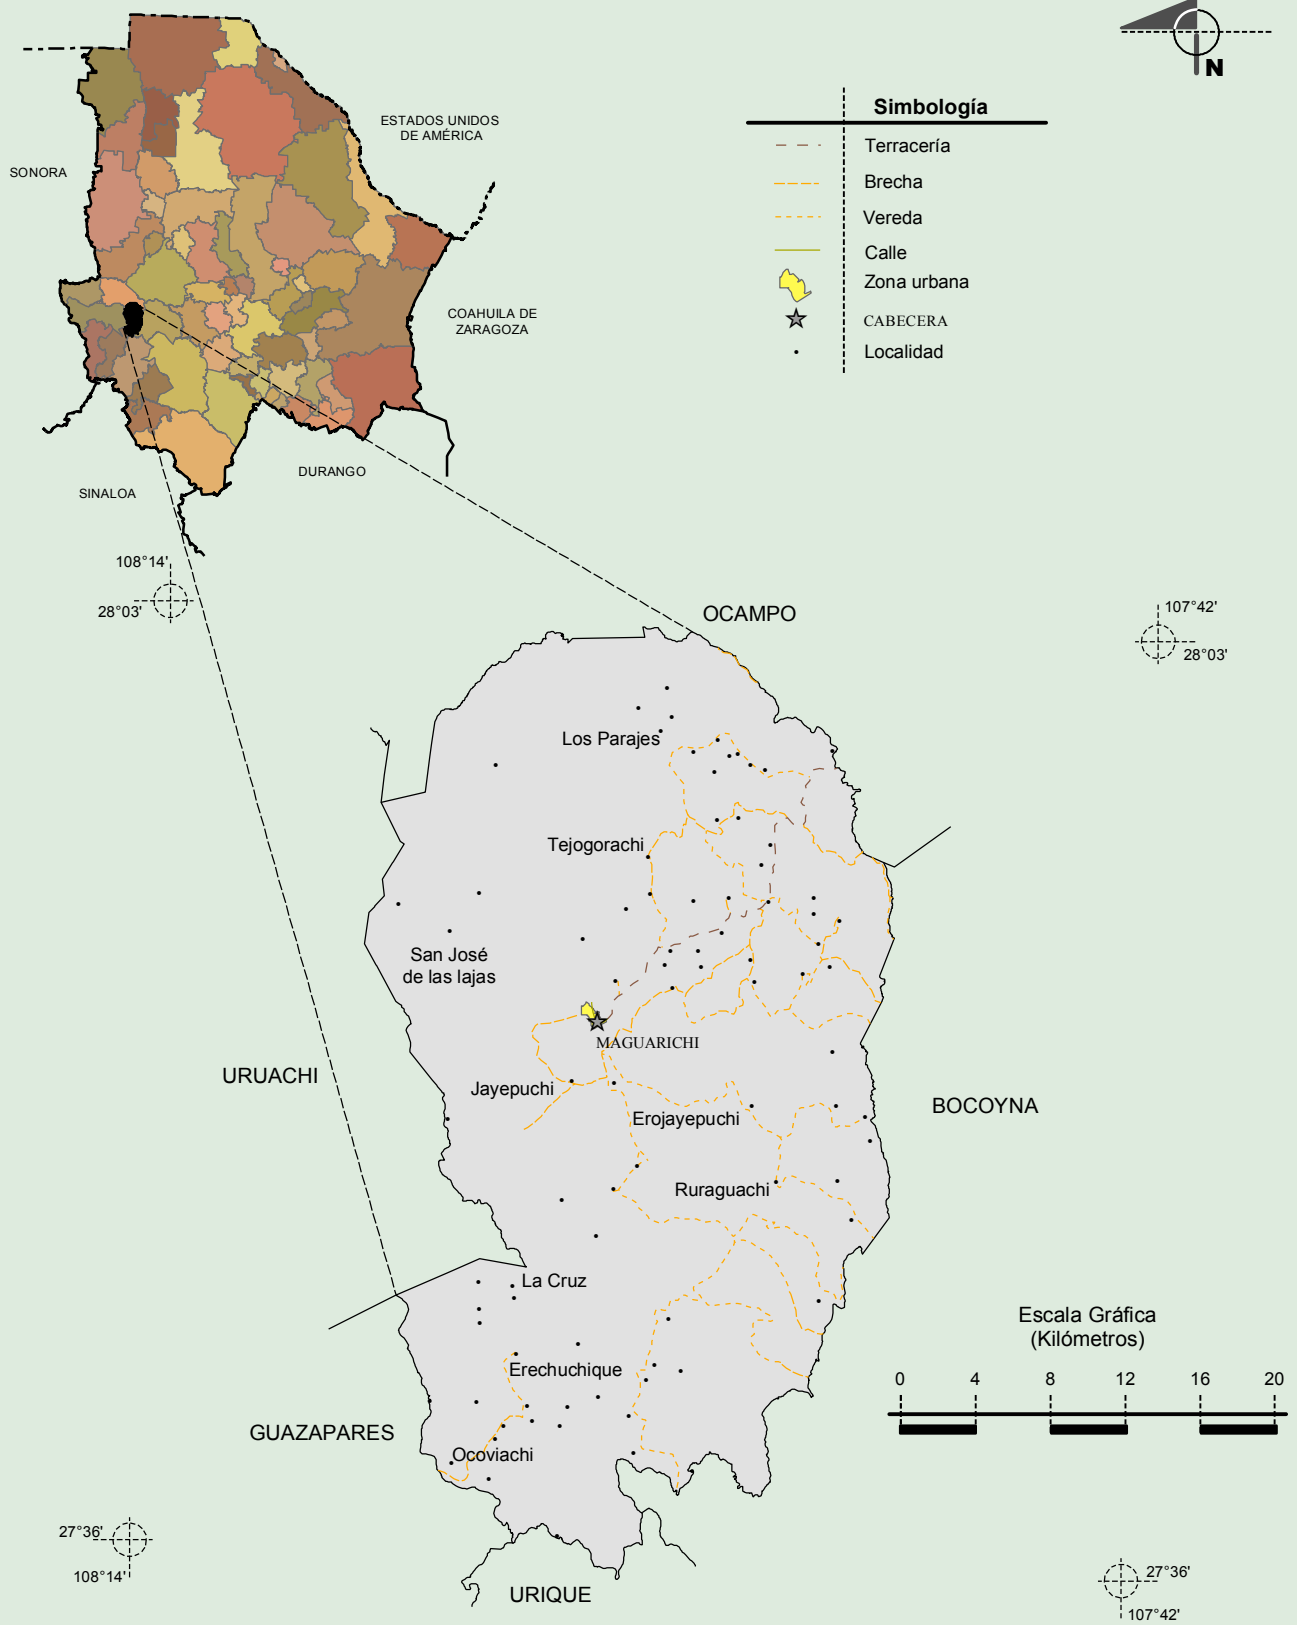 N
Simbología
Terracería
Brecha
Vereda
Calle
Zona urbana
CABECERA
Localidad
ESTADOS UNIDOS
DE AMÉRICA
SONORA
COAHUILA DE
ZARAGOZA
DURANGO
SINALOA
108°14'
28°03'
107°42'
28°03'
OCAMPO
Los Parajes
Tejogorachi
San José
de las lajas
MAGUARICHI
URUACHI
Jayepuchi
Erojayepuchi
BOCOYNA
Ruraguachi
La Cruz
Erechuchique
GUAZAPARES
Ocoviachi
Escala Gráfica
(Kilómetros)
0 4 8 12 16 20
27°36'
108°14'
URIQUE
27°36'
107°42'